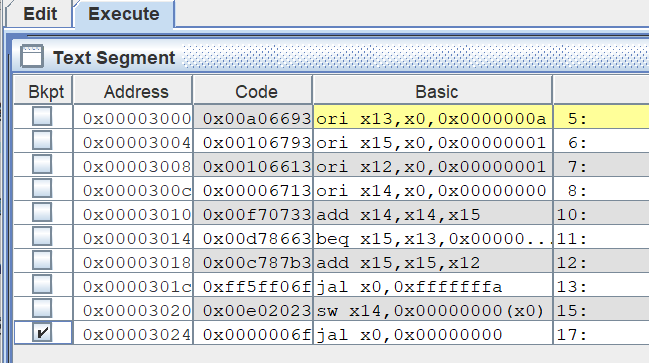 Edit Execute
Text Segment
Bkpt Address Code Basic
0x00003000 0x00a06693 ori x13,x0,0x0000000a 5:
0x00003004 0x00106793 ori x15,x0,0x00000001 6:
0x00003008 0x00106613 ori x12,x0,0x00000001 7:
0x0000300c 0x00006713 ori x14,x0,0x00000000 8:
0x00003010 0x00f70733 add x14,x14,x15 10:
0x00003014 0x00d78663 beq x15,x13,0x00000... 11:
0x00003018 0x00c787b3 add x15,x15,x12 12:
0x0000301c 0xff5ff06f jal x0,0xfffffffa 13:
0x00003020 0x00e02023 sw x14,0x00000000(x0) 15:
0x00003024 0x0000006f jal x0,0x00000000 17: